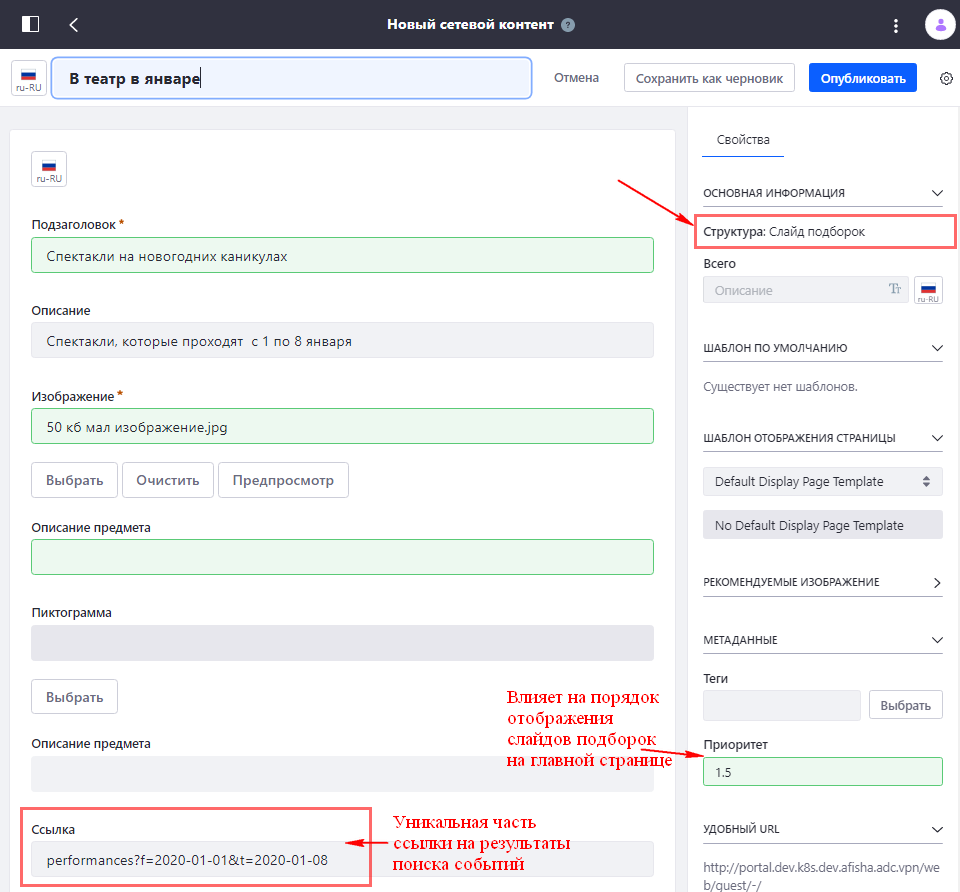 Новый сетевой контент ?
ru-RU
В театр в январе
Отмена
Сохранить как черновик
Опубликовать
ru-RU
Подзаголовок *
Спектакли на новогодних каникулах
Описание
Спектакли, которые проходят с 1 по 8 января
Изображение *
50 кб мал изображение.jpg
Выбрать
Очистить
Предпросмотр
Описание предмета
Пиктограмма
Выбрать
Описание предмета
Ссылка
performances?f=2020-01-01&t=2020-01-08
Уникальная часть
ссылки на результаты
поиска событий
Влияет на порядок
отображения
слайдов подборок
на главной странице
Свойства
ОСНОВНАЯ ИНФОРМАЦИЯ
Структура: Слайд подборок
Всего
Описание
Tт
ru-RU
ШАБЛОН ПО УМОЛЧАНИЮ
Существует нет шаблонов.
ШАБЛОН ОТОБРАЖЕНИЯ СТРАНИЦЫ
Default Display Page Template
No Default Display Page Template
РЕКОМЕНДУЕМЫЕ ИЗОБРАЖЕНИЕ
МЕТАДАННЫЕ
Теги
Выбрать
Приоритет
1.5
УДОБНЫЙ URL
http://portal.dev.k8s.dev.afisha.adc.vpn/we
b/guest/-/